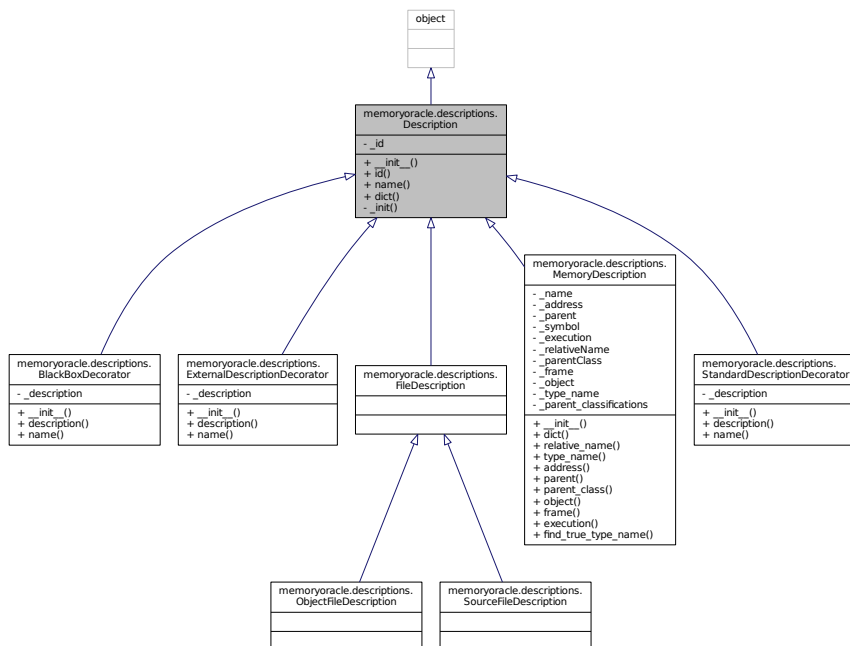 object
memoryoracle.descriptions.
Description
- _id
+ __init__()
+ id()
+ name()
+ dict()
- _init()
memoryoracle.descriptions.
MemoryDescription
- _name
- _address
- _parent
- _symbol
- _execution
- _relativeName
- _parentClass
- _frame
- _object
- _type_name
- _parent_classifications
+ __init__()
+ dict()
+ relative_name()
+ type_name()
+ address()
+ parent()
+ parent_class()
+ object()
+ frame()
+ execution()
+ find_true_type_name()
memoryoracle.descriptions.
BlackBoxDecorator
- _description
+ __init__()
+ description()
+ name()
memoryoracle.descriptions.
ExternalDescriptionDecorator
- _description
+ __init__()
+ description()
+ name()
memoryoracle.descriptions.
FileDescription
memoryoracle.descriptions.
StandardDescriptionDecorator
- _description
+ __init__()
+ description()
+ name()
memoryoracle.descriptions.
ObjectFileDescription
memoryoracle.descriptions.
SourceFileDescription